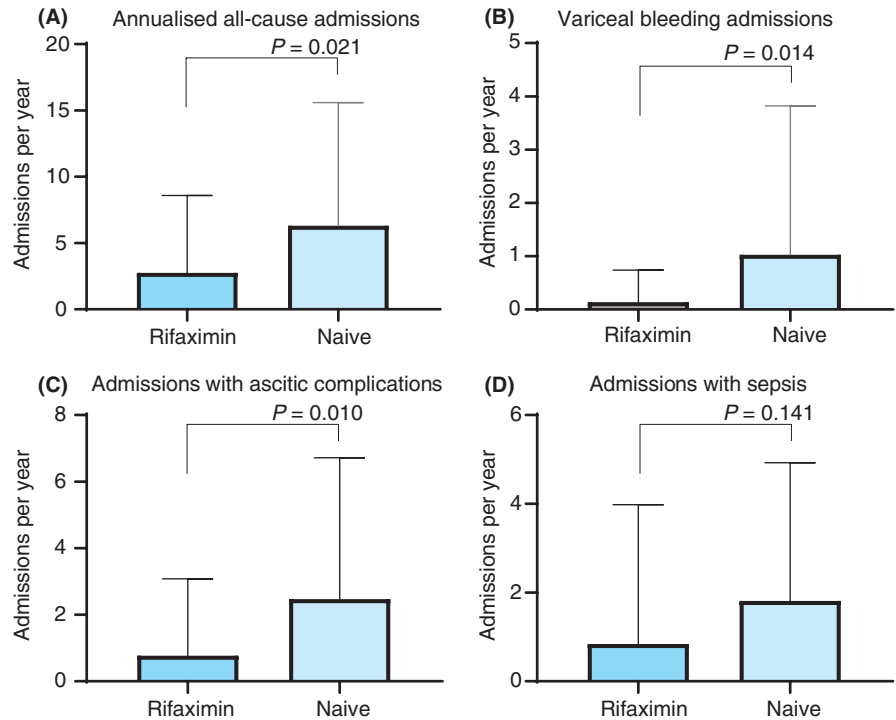 (A) Annualised all-cause admissions
P = 0.021
Admissions per year
20
15
10
5
0
Rifaximin Naive
(B) Variceal bleeding admissions
P = 0.014
Admissions per year
5
4
3
2
1
0
Rifaximin Naive
(C) Admissions with ascitic complications
P = 0.010
Admissions per year
8
6
4
2
0
Rifaximin Naive
(D) Admissions with sepsis
P = 0.141
Admissions per year
6
4
2
0
Rifaximin Naive